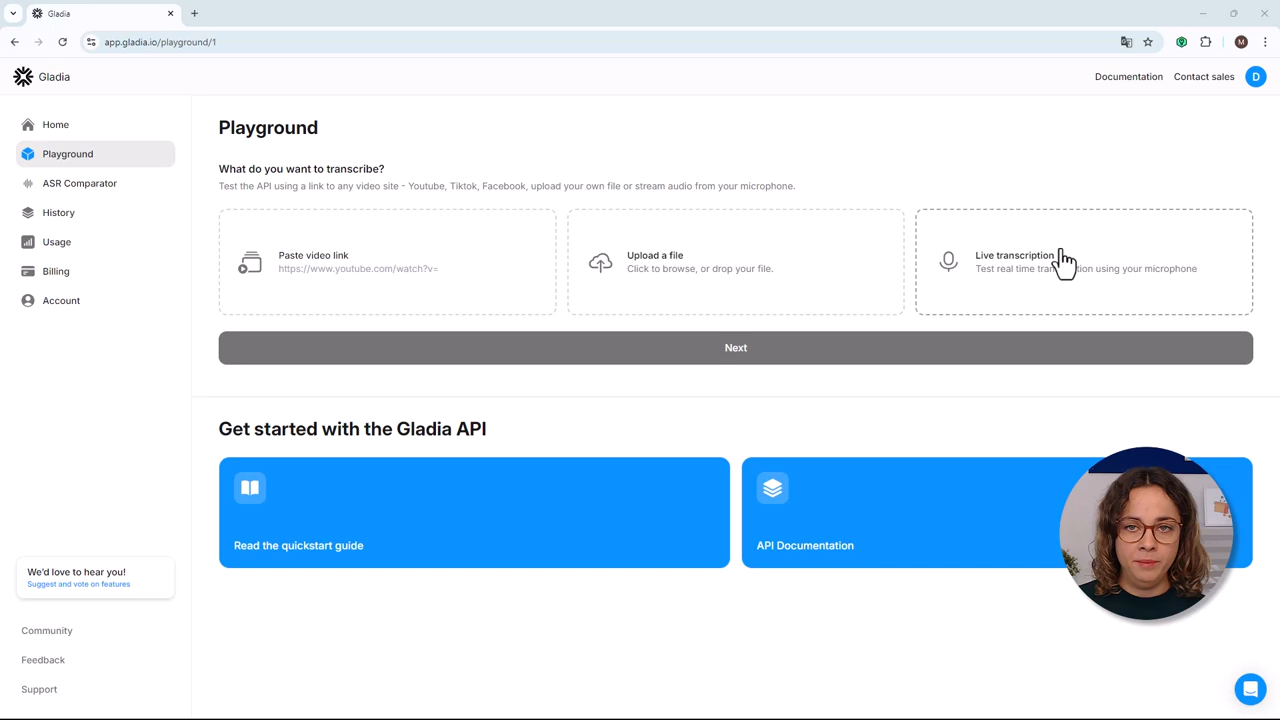 Gladia
app.gladia.io/playground/1
M
Gladia
Documentation
Contact sales
D
Home
Playground
ASR Comparator
History
Usage
Billing
Account
Playground
What do you want to transcribe?
Test the API using a link to any video site - Youtube, Tiktok, Facebook, upload your own file or stream audio from your microphone.
Paste video link
https://www.youtube.com/watch?v=
Upload a file
Click to browse, or drop your file.
Live transcription
Test real time using your microphone
Next
Get started with the Gladia API
Read the quickstart guide
API Documentation
We'd love to hear you!
Suggest and vote on features
Community
Feedback
Support